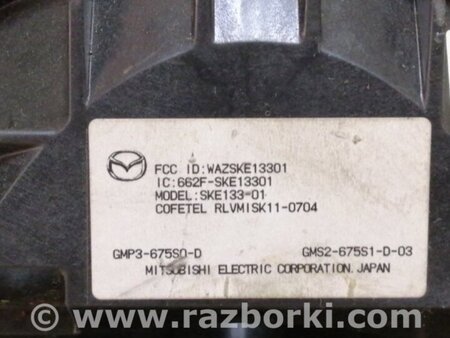 FCC ID:WAZSKE13301
IC:662F-SKE13301
MODEL:SKE133-01
COFETEL RLVMISK11-0704
GMP3-675S0-D GMS2-675S1-D-03
MITSUBISHI ELECTRIC CORPORATION.JAPAN
www.razborki.com